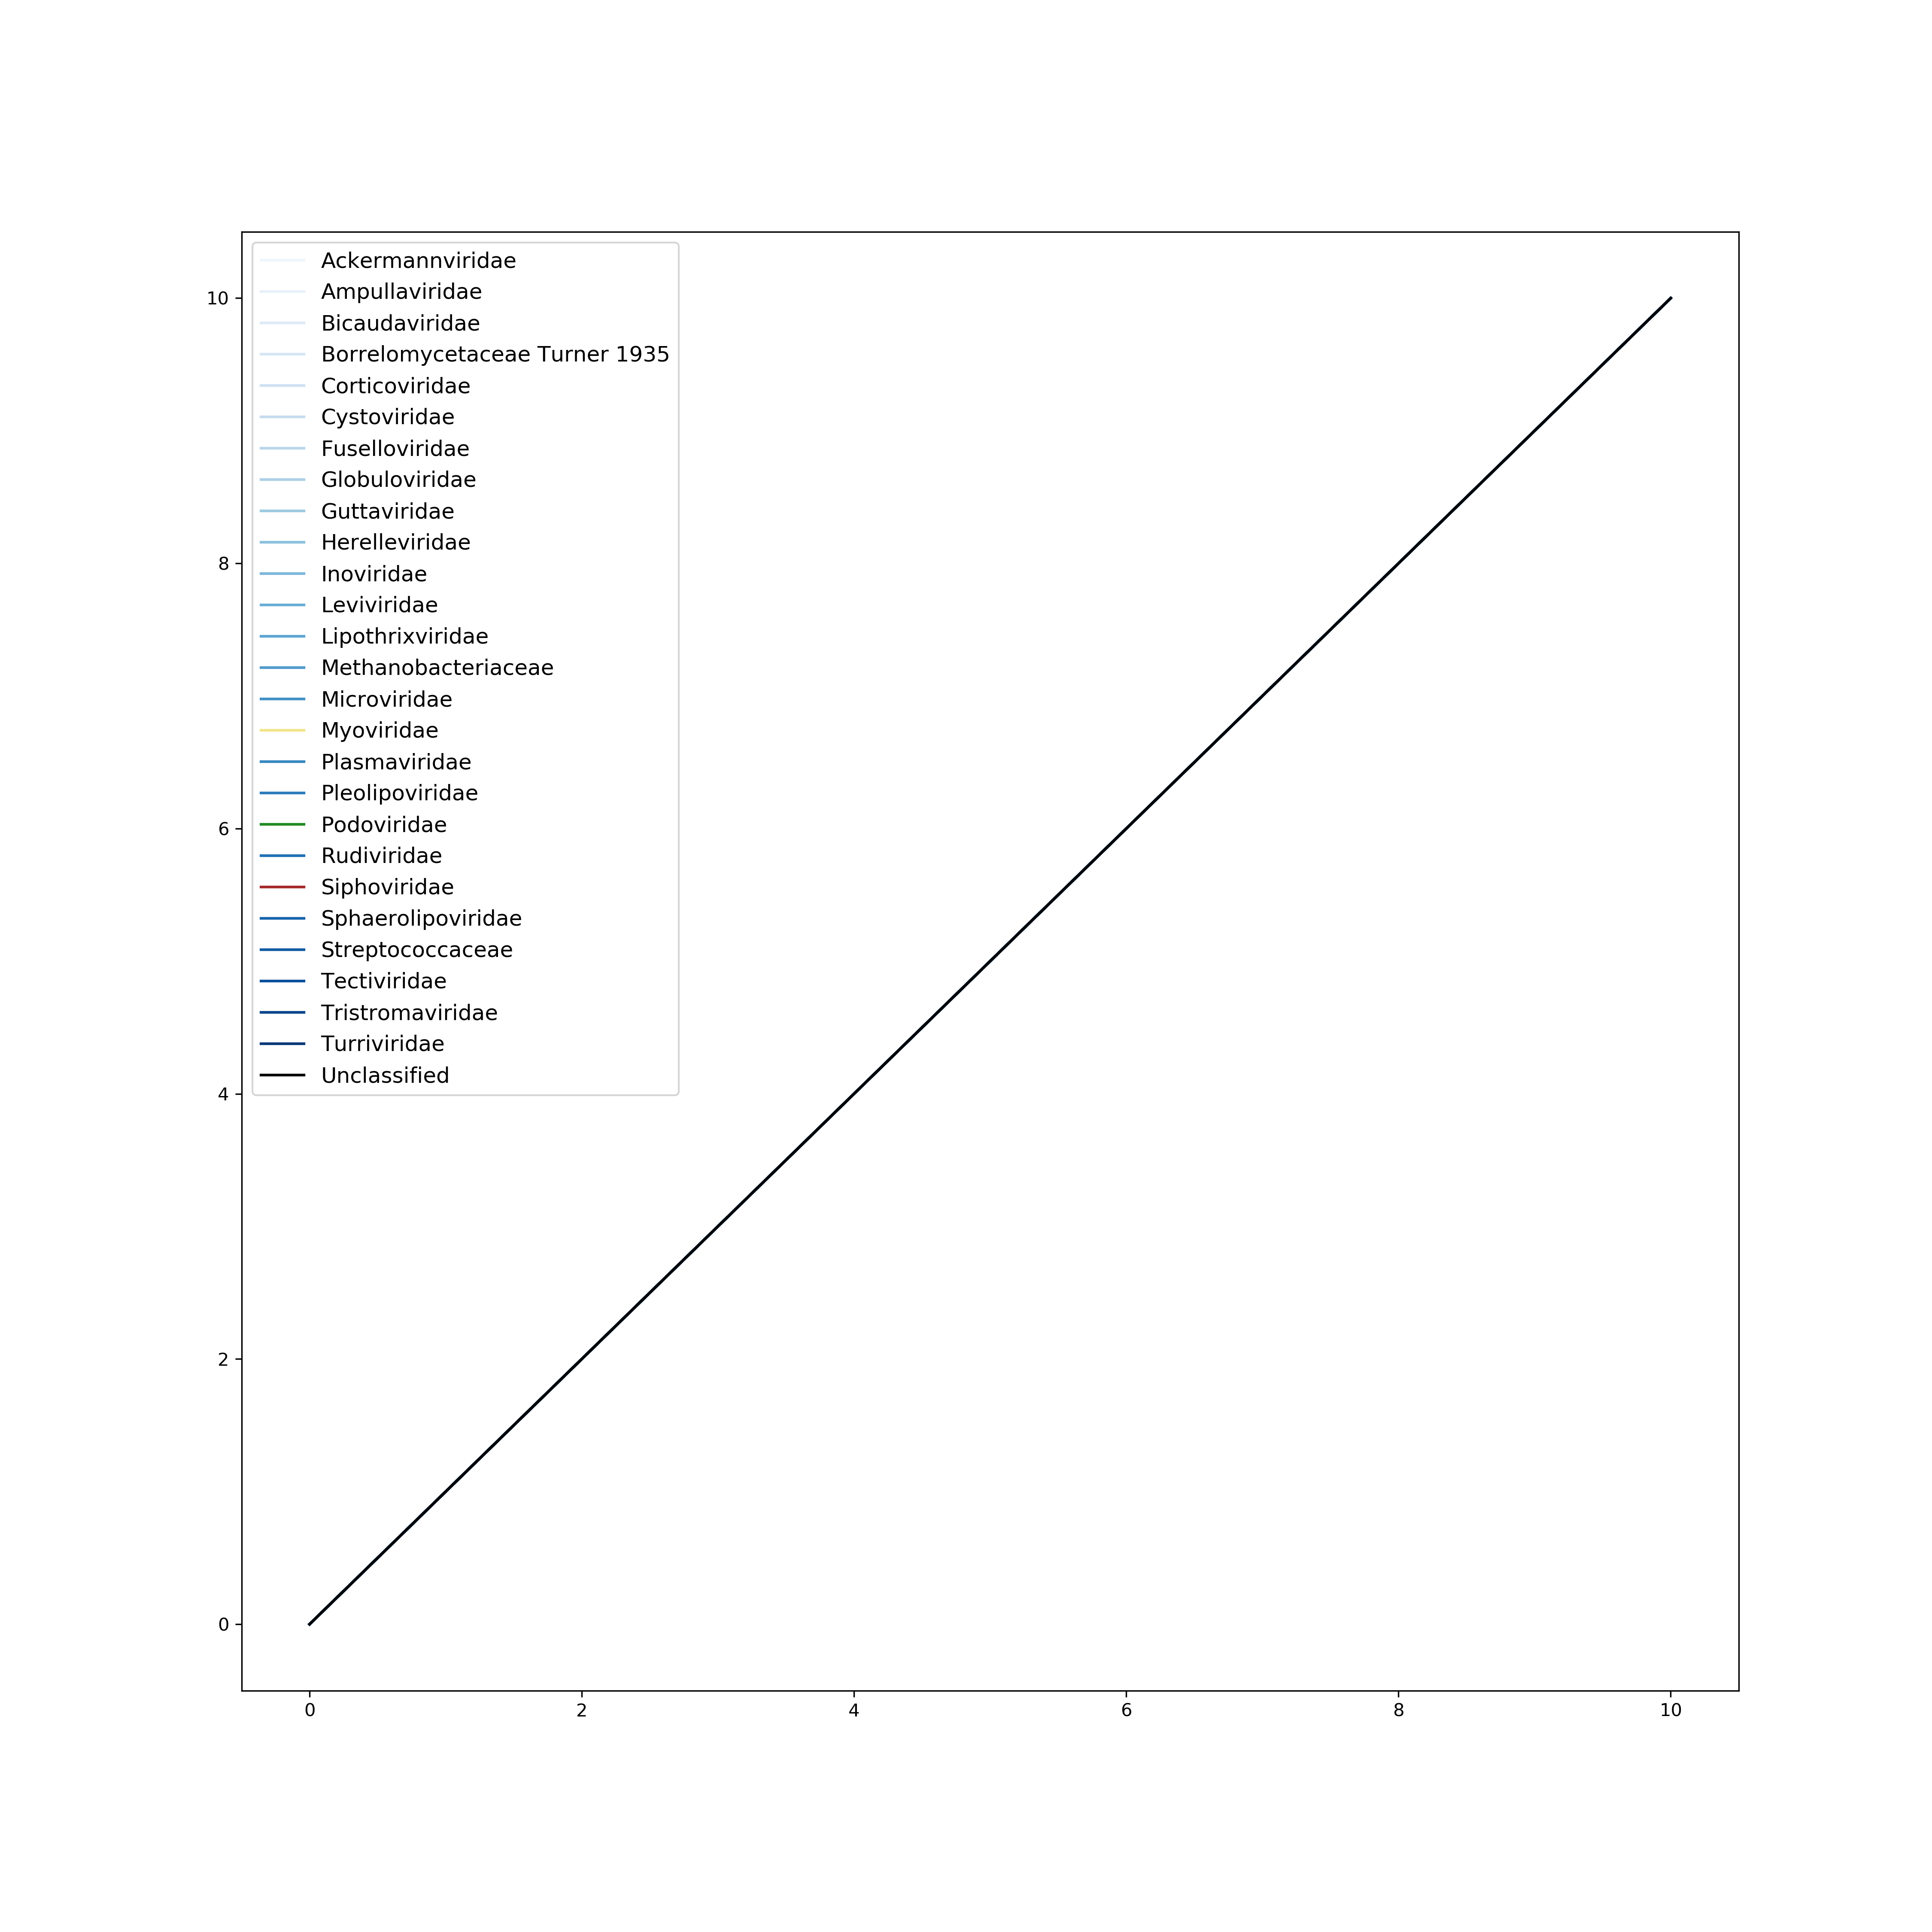 Ackermannviridae
Ampullaviridae
Bicaudaviridae
Borrelomycetaceae Turner 1935
Corticoviridae
Cystoviridae
Fuselloviridae
Globuloviridae
Guttaviridae
Herelleviridae
Inoviridae
Leviviridae
Lipothrixviridae
Methanobacteriaceae
Microviridae
Myoviridae
Plasmaviridae
Pleolipoviridae
Podoviridae
Rudiviridae
Siphoviridae
Sphaerolipoviridae
Streptococcaceae
Tectiviridae
Tristromaviridae
Turriviridae
Unclassified
10
8
6
4
2
0
0 2 4 6 8 10